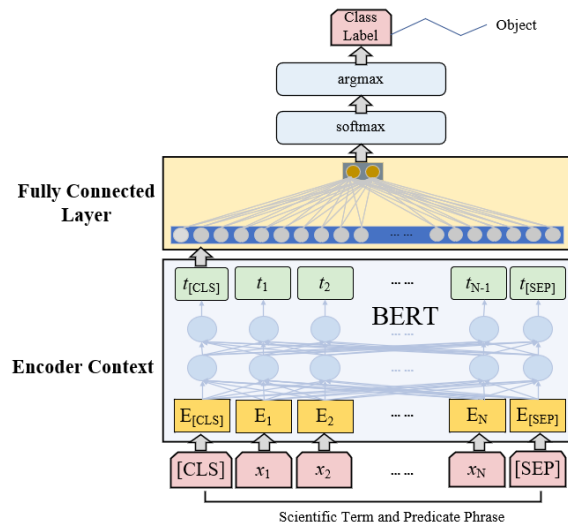 Class
Label
Object
argmax
softmax
Fully Connected
Layer
... ...
t[CLS] t1 t2 ... ... tN-1 t[SEP]
BERT
... ...
Encoder Context
... ...
E[CLS] E1 E2 ... ... EN E[SEP]
[CLS] x1 x2 ... ... xN [SEP]
Scientific Term and Predicate Phrase